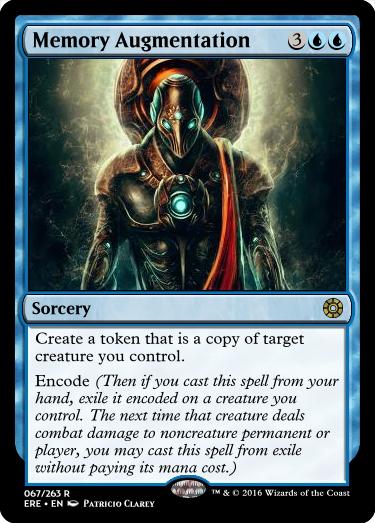 Memory Augmentation 3
Sorcery
Create a token that is a copy of target
creature you control.
Encode (Then if you cast this spell from your
hand, exile it encoded on a creature you
control. The next time that creature deals
combat damage to noncreature permanent or
player, you may cast this spell from exile
without paying its mana cost.)
067/263 R
ERE • EN Patricio Clarey
™ & © 2016 Wizards of the Coast